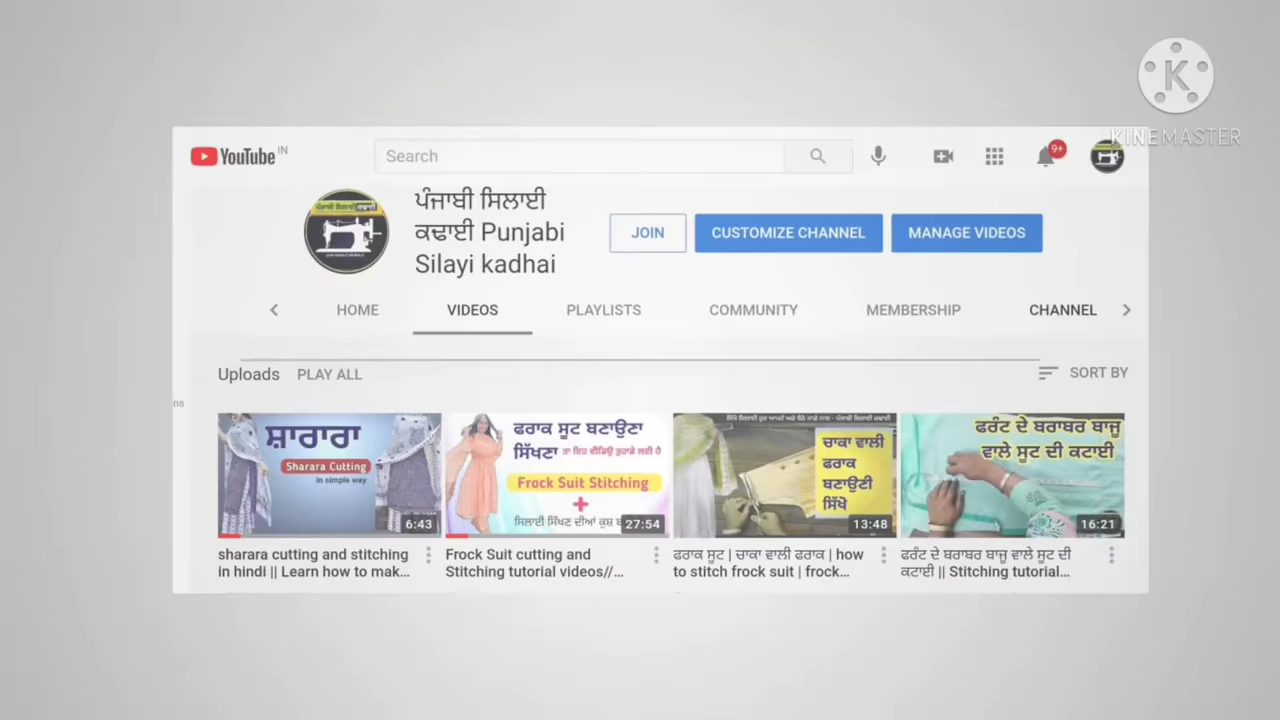 KINEMASTER
YouTube IN
Search
9+
ਪੰਜਾਬੀ ਸਿਲਾਈ
ਕਢਾਈ Punjabi
Silayi kadhai
JOIN
CUSTOMIZE CHANNEL
MANAGE VIDEOS
HOME
VIDEOS
PLAYLISTS
COMMUNITY
MEMBERSHIP
CHANNEL
Uploads
PLAY ALL
SORT BY
ns
ਸ਼ਾਰਾਰਾ
Sharara Cutting
in simple way
6:43
ਫਰਾਕ ਸੂਟ ਬਣਾਉਣਾ
ਸਿੱਖਣਾ ਤਾ ਇਹ ਵੀਡਿਉ ਤੁਹਾਡੇ ਲਈ ਹੈ
Frock Suit Stitching
+
ਸਿਲਾਈ ਸਿੱਖਣ ਦੀਆਂ ਕੁਸ਼
27:54
ਚਾਕਾ ਵਾਲੀ
ਫਰਾਕ
ਬਣਾਉਣੀ
ਸਿੱਖੋ
13:48
ਫਰੰਟ ਦੇ ਬਰਾਬਰ ਬਾਜੂ
ਵਾਲੇ ਸੂਟ ਦੀ ਕਟਾਈ
16:21
sharara cutting and stitching
in hindi || Learn how to mak...
Frock Suit cutting and
Stitching tutorial videos//...
ਫਰਾਕ ਸੂਟ | ਚਾਕਾ ਵਾਲੀ ਫਰਾਕ | how
to stitch frock suit | frock...
ਫਰੰਟ ਦੇ ਬਰਾਬਰ ਬਾਜੂ ਵਾਲੇ ਸੂਟ ਦੀ
ਕਟਾਈ || Stitching tutorial...